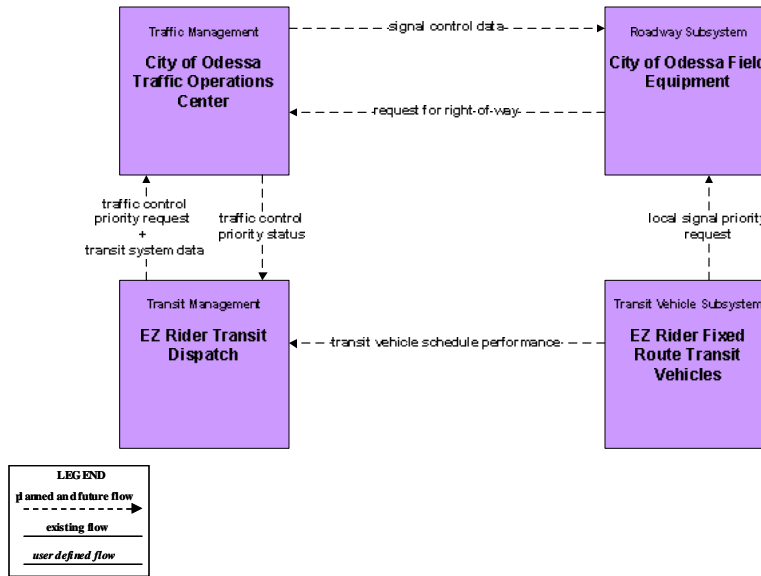 Traffic Management
City of Odessa
Traffic Operations
Center
signal control data
Roadway Subsystem
City of Odessa Field
Equipment
request for right-of-way
traffic control
priority request
+
transit system data
traffic control
priority status
local signal priority
request
Transit Management
EZ Rider Transit
Dispatch
transit vehicle schedule performance
Transit Vehicle Subsystem
EZ Rider Fixed
Route Transit
Vehicles
LEGEND
planned and future flow
existing flow
user defined flow